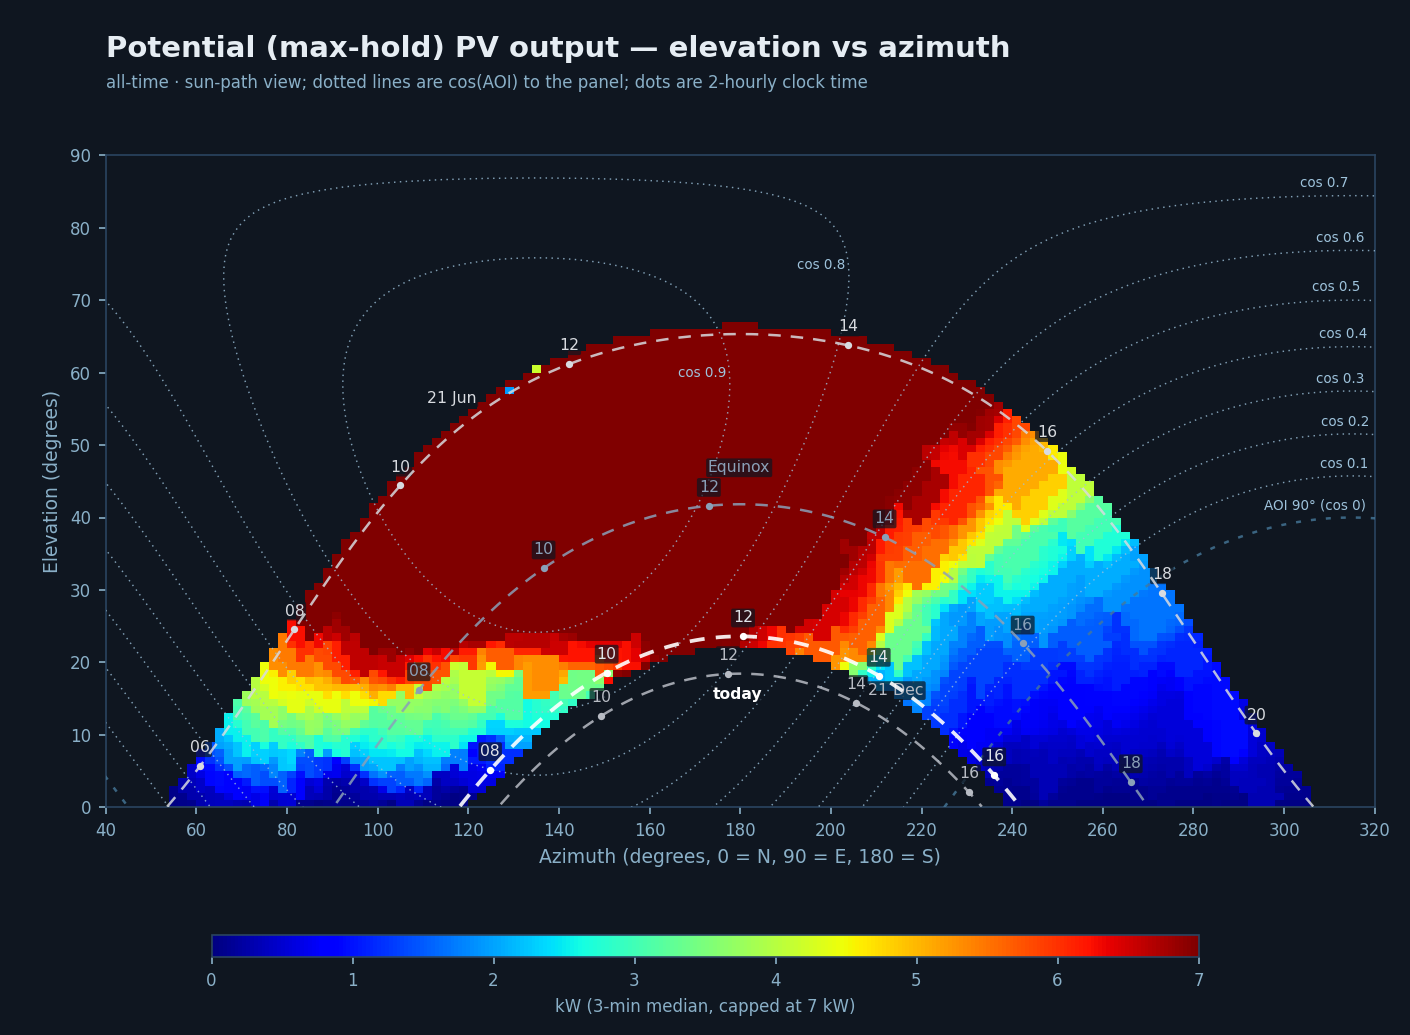 Potential (max-hold) PV output — elevation vs azimuth
all-time · sun-path view; dotted lines are cos(AOI) to the panel; dots are 2-hourly clock time
Elevation (degrees)
90
80
70
60
50
40
30
20
10
0
cos 0.7
cos 0.6
cos 0.8
cos 0.5
cos 0.4
cos 0.9
cos 0.3
cos 0.2
cos 0.1
AOI 90° (cos 0)
21 Jun
06
08
10
12
14
16
18
20
Equinox
08
10
12
14
16
18
08
10
12
14
16
today
10
12
14
16
21 Dec
40
60
80
100
120
140
160
180
200
220
240
260
280
300
320
Azimuth (degrees, 0 = N, 90 = E, 180 = S)
0
1
2
3
4
5
6
7
kW (3-min median, capped at 7 kW)